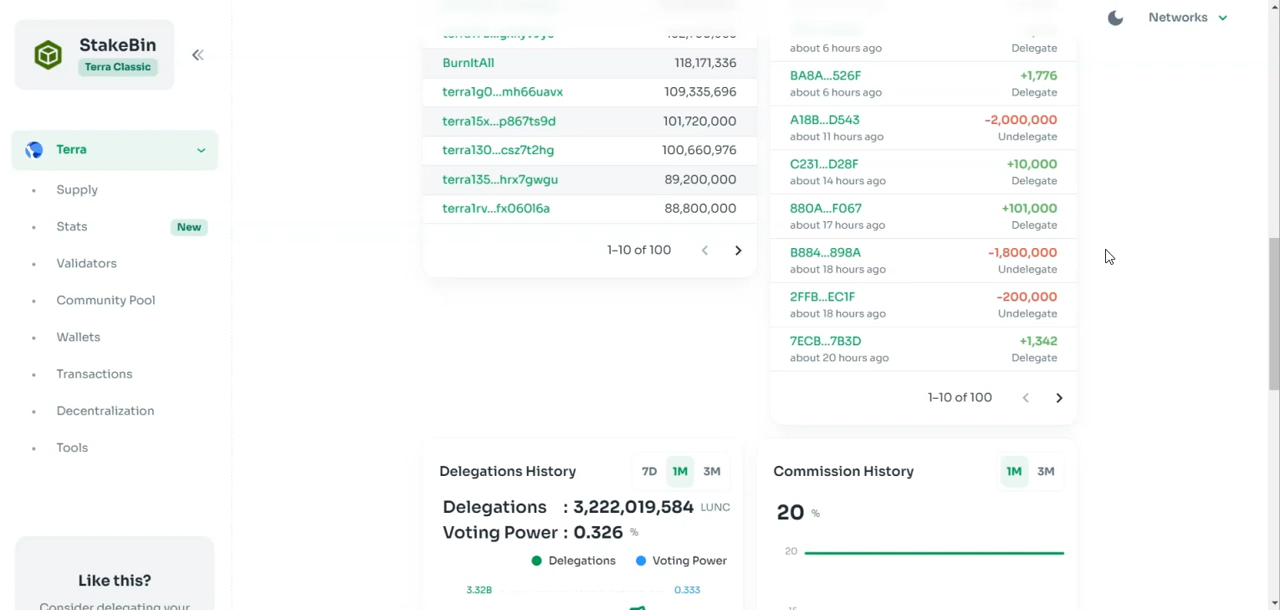 StakeBin
Terra Classic
Networks
Terra
Supply
Stats
New
Validators
Community Pool
Wallets
Transactions
Decentralization
Tools
Like this?
Consider delegating your
BurnItAll 118,171,336
terra1g0...mh66uavx 109,335,696
terra15x...p867ts9d 101,720,000
terra130...csz7t2hg 100,660,976
terra135...hrx7gwgu 89,200,000
terra1rv...fx060l6a 88,800,000
1–10 of 100
about 6 hours ago Delegate
BA8A...526F +1,776
about 6 hours ago Delegate
A18B...D543 -2,000,000
about 11 hours ago Undelegate
C231...D28F +10,000
about 14 hours ago Delegate
880A...F067 +101,000
about 17 hours ago Delegate
B884...898A -1,800,000
about 18 hours ago Undelegate
2FFB...EC1F -200,000
about 18 hours ago Undelegate
7ECB...7B3D +1,342
about 20 hours ago Delegate
1–10 of 100
Delegations History 7D 1M 3M
Delegations : 3,222,019,584 LUNC
Voting Power : 0.326 %
Delegations Voting Power
3.32B 0.333
Commission History 1M 3M
20 %
20